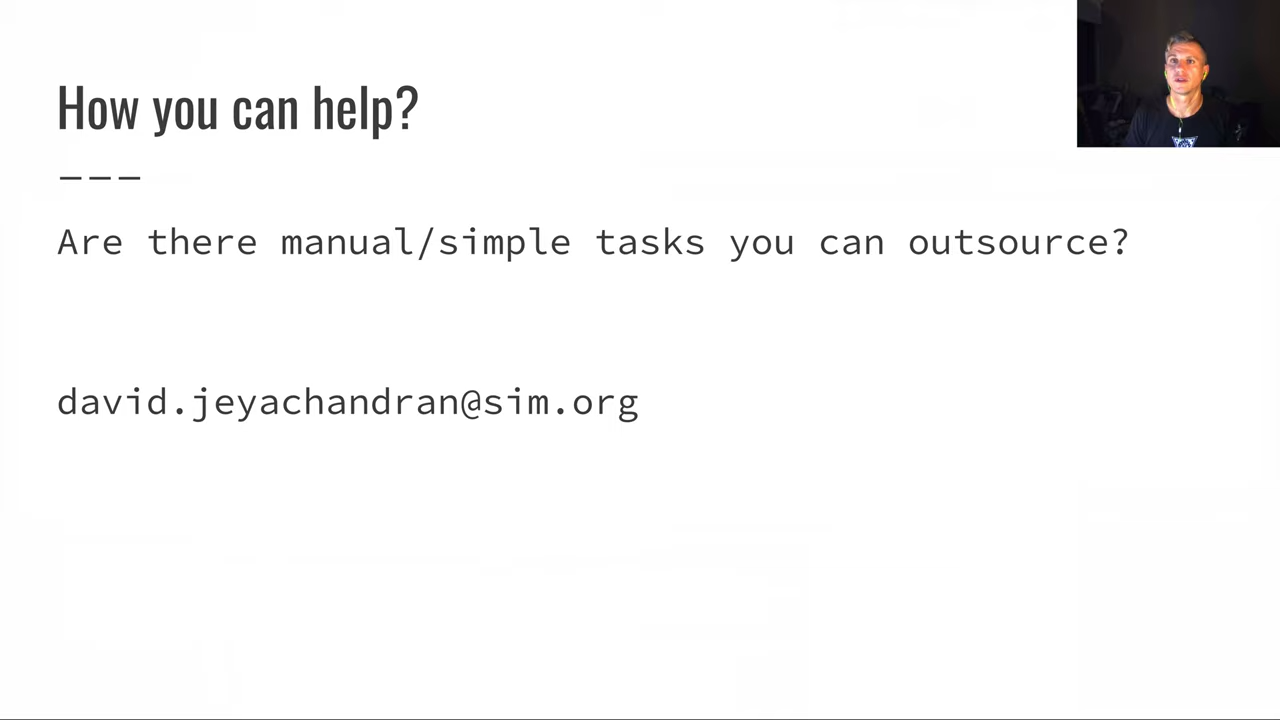 How you can help?
———
Are there manual/simple tasks you can outsource?
david.jeyachandran@sim.org